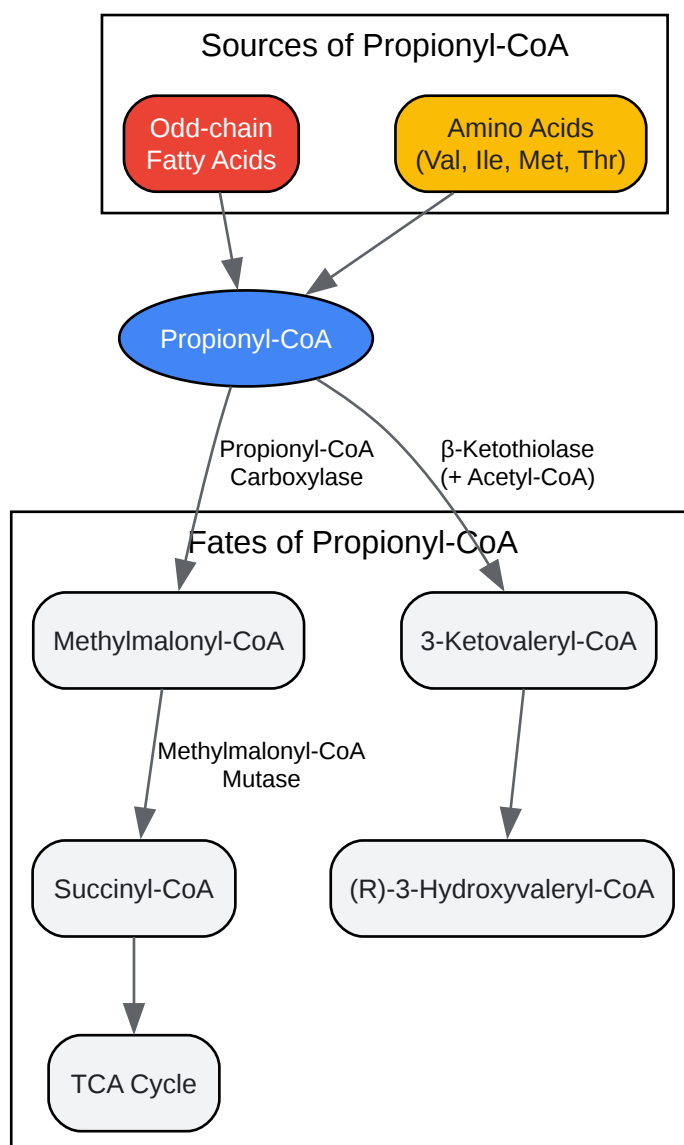 Sources of Propionyl-CoA
Odd-chain
Fatty Acids
Amino Acids
(Val, Ile, Met, Thr)
Propionyl-CoA
Propionyl-CoA
Carboxylase
β-Ketothiolase
(+ Acetyl-CoA)
Fates of Propionyl-CoA
Methylmalonyl-CoA
3-Ketovaleryl-CoA
Methylmalonyl-CoA
Mutase
Succinyl-CoA
(R)-3-Hydroxyvaleryl-CoA
TCA Cycle